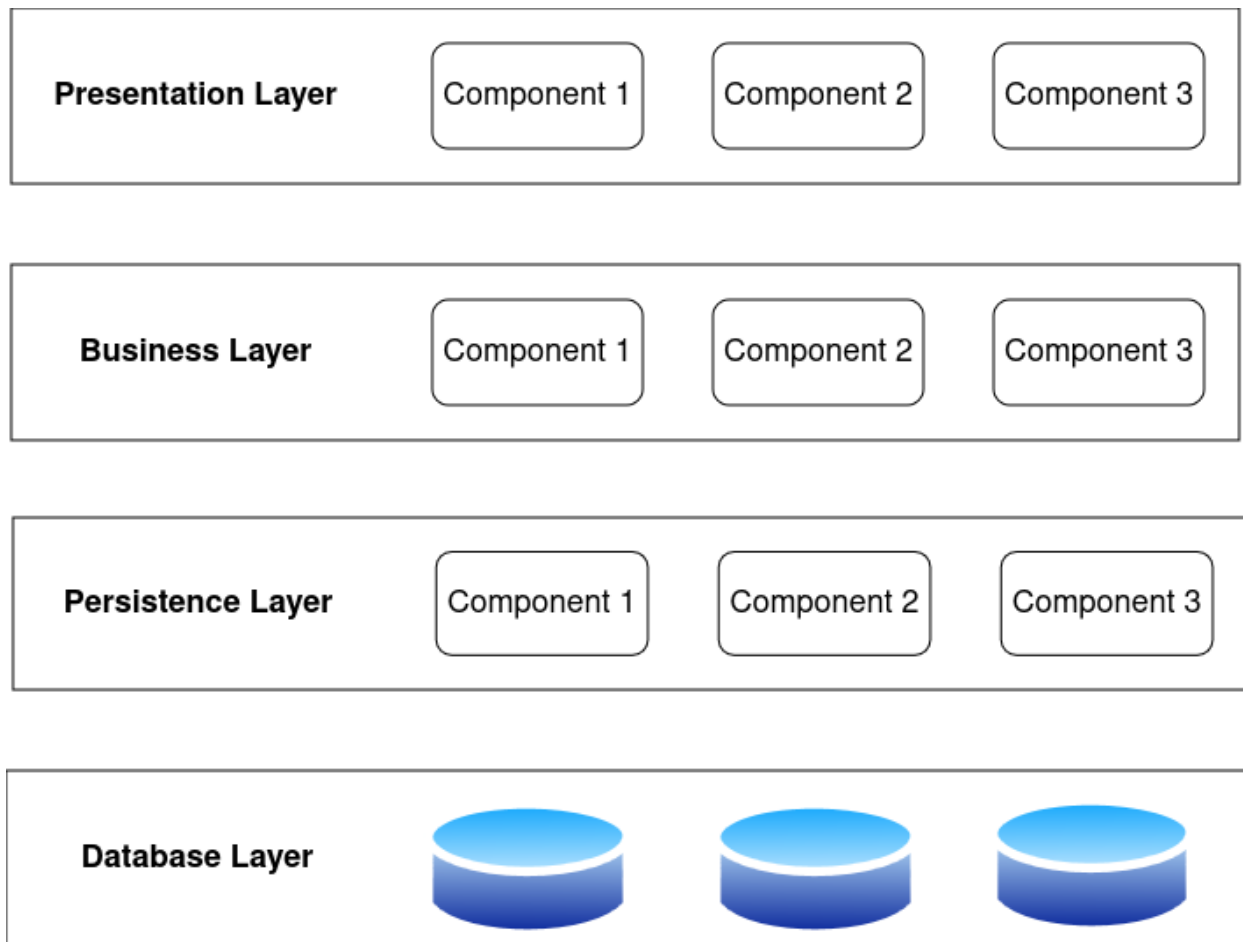 Presentation Layer Component 1 Component 2 Component 3
Business Layer Component 1 Component 2 Component 3
Persistence Layer Component 1 Component 2 Component 3
Database Layer